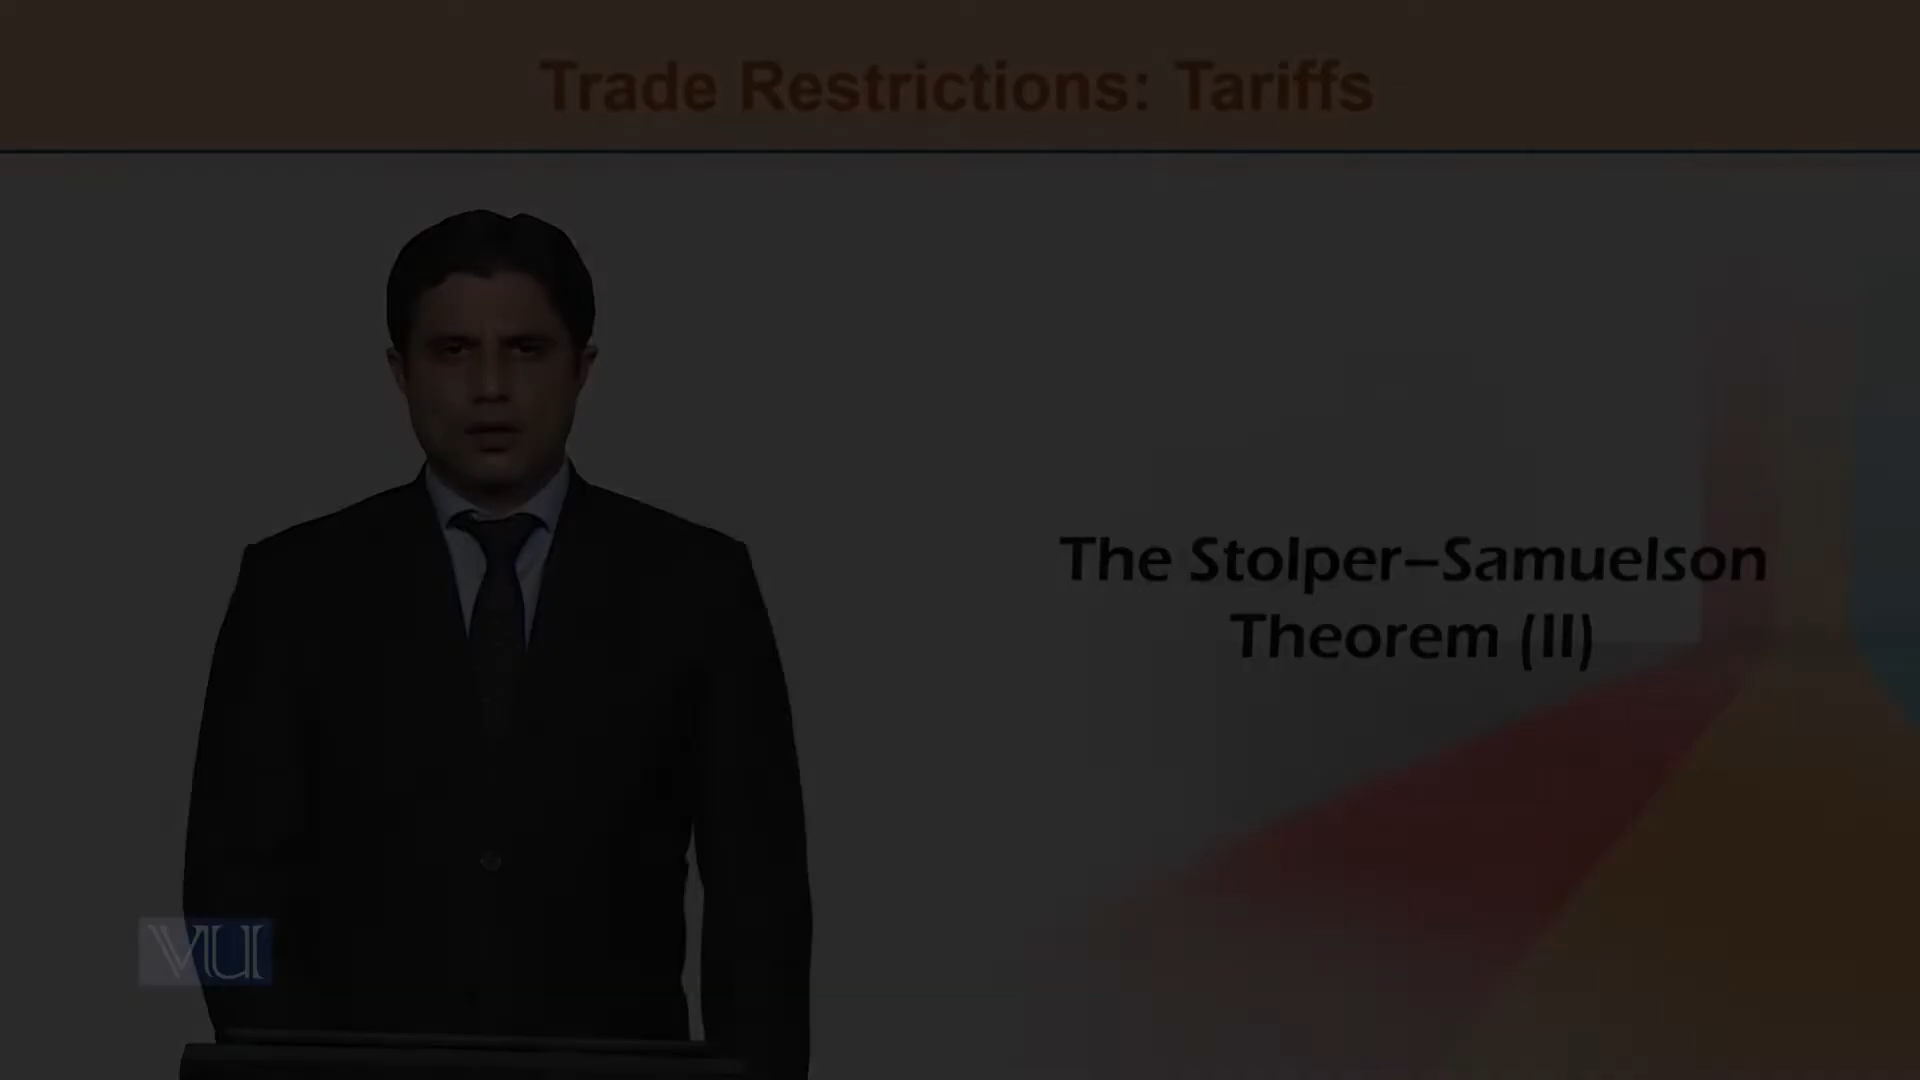 Trade Restrictions: Tariffs
The Stolper–Samuelson
Theorem (II)
VU